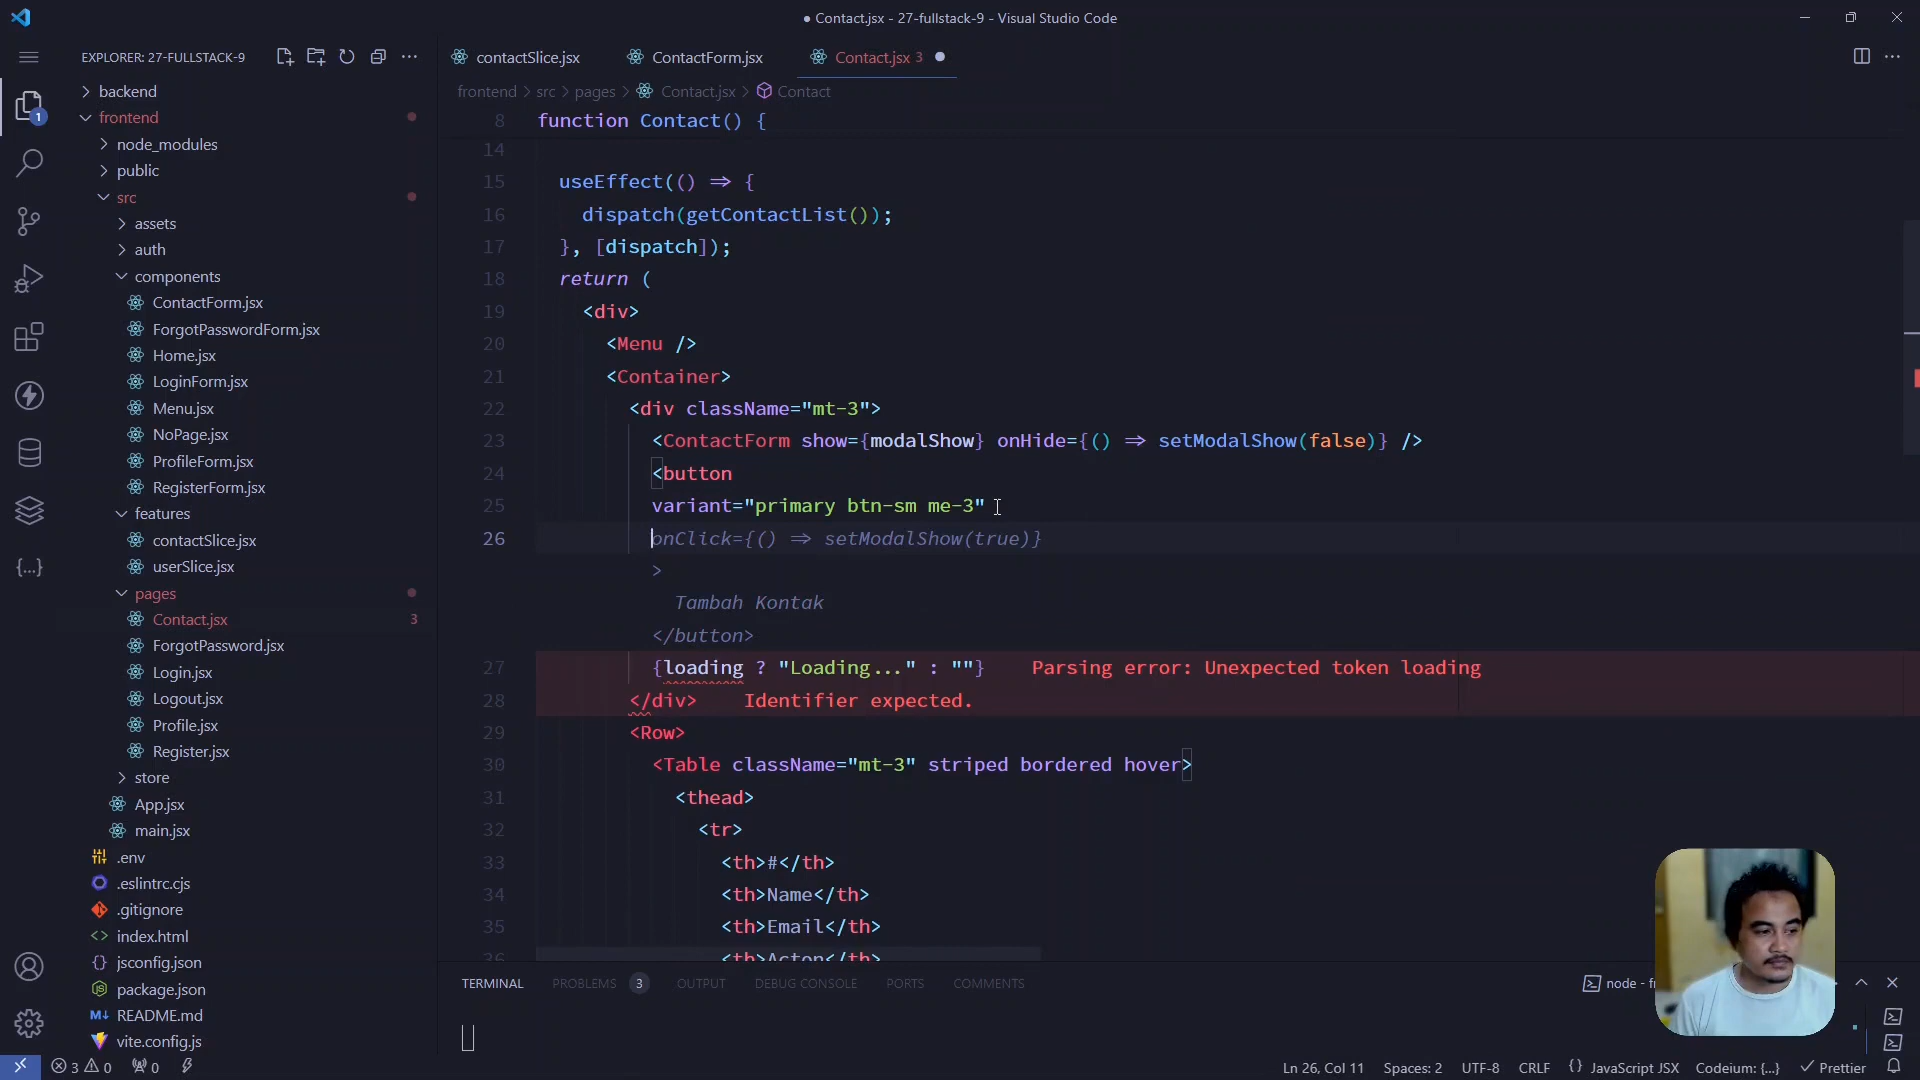 Contact.jsx - 27-fullstack-9 - Visual Studio Code
EXPLORER: 27-FULLSTACK-9
contactSlice.jsx
ContactForm.jsx
Contact.jsx 3
1
backend
frontend
node_modules
public
src
assets
auth
components
ContactForm.jsx
ForgotPasswordForm.jsx
Home.jsx
LoginForm.jsx
Menu.jsx
NoPage.jsx
ProfileForm.jsx
RegisterForm.jsx
features
contactSlice.jsx
userSlice.jsx
pages
Contact.jsx 3
ForgotPassword.jsx
Login.jsx
Logout.jsx
Profile.jsx
Register.jsx
store
App.jsx
main.jsx
.env
.eslintrc.cjs
.gitignore
index.html
jsconfig.json
package.json
README.md
vite.config.js
frontend > src > pages > Contact.jsx > Contact
8 function Contact() {
14
15 useEffect(() => {
16 dispatch(getContactList());
17 }, [dispatch]);
18 return (
19 <div>
20 <Menu />
21 <Container>
22 <div className="mt-3">
23 <ContactForm show={modalShow} onHide={() => setModalShow(false)} />
24 <button
25 variant="primary btn-sm me-3"
26 onClick={() => setModalShow(true)}
>
Tambah Kontak
</button>
27 {loading ? "Loading..." : ""} Parsing error: Unexpected token loading
28 </div> Identifier expected.
29 <Row>
30 <Table className="mt-3" striped bordered hover>
31 <thead>
32 <tr>
33 <th>#</th>
34 <th>Name</th>
35 <th>Email</th>
36 <th>Acton</th>
TERMINAL PROBLEMS 3 OUTPUT DEBUG CONSOLE PORTS COMMENTS
node - fr
3 0 0
Ln 26, Col 11 Spaces: 2 UTF-8 CRLF {} JavaScript JSX Codeium: {...} Prettier